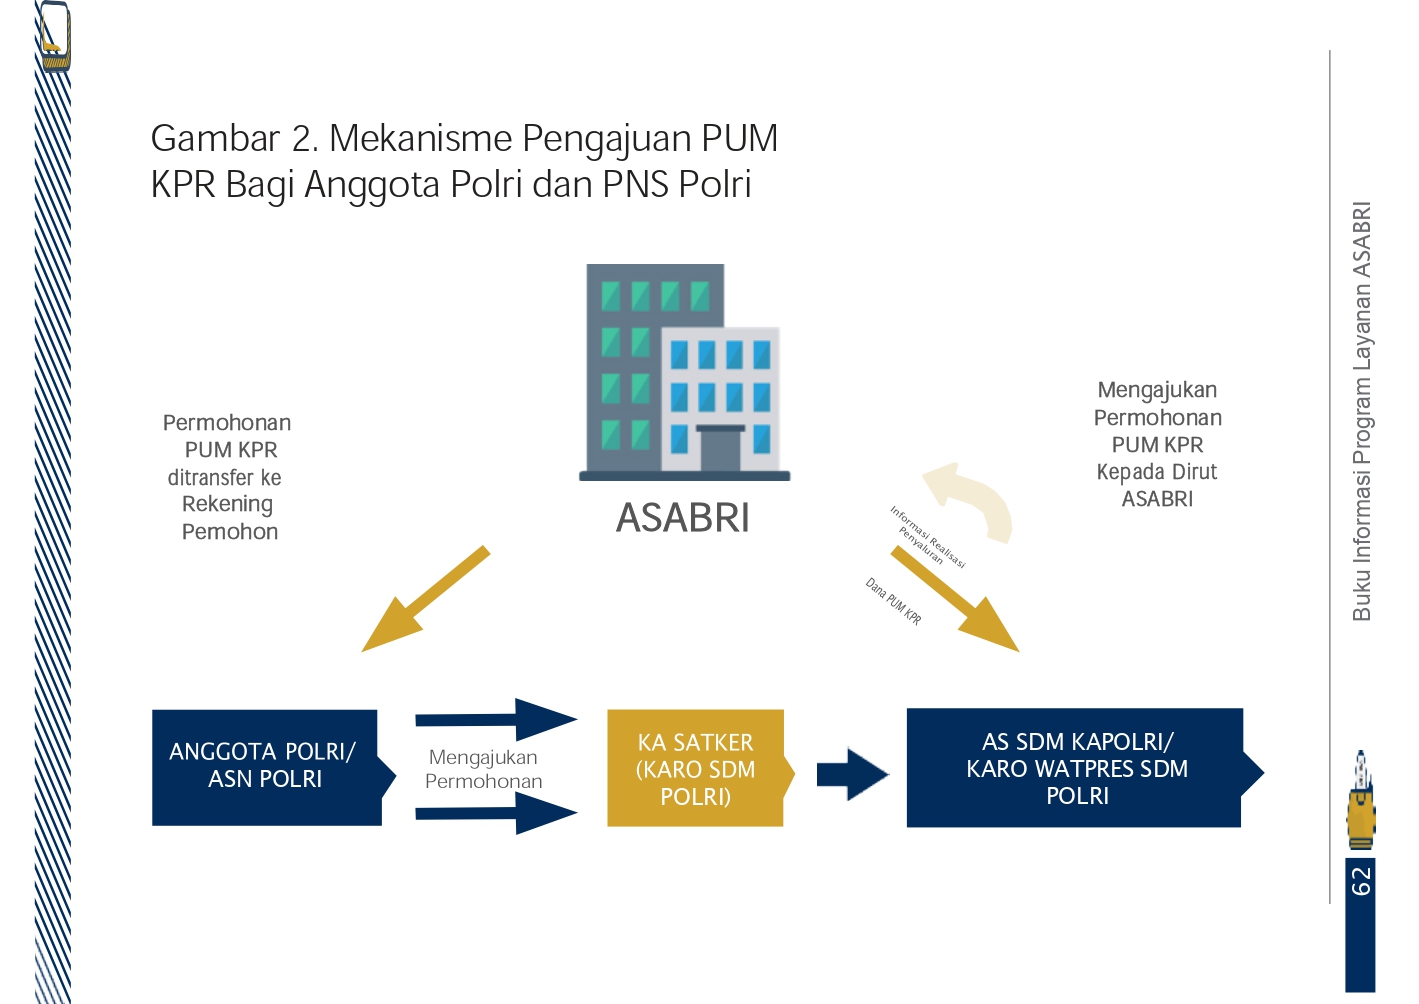 Gambar 2. Mekanisme Pengajuan PUM
KPR Bagi Anggota Polri dan PNS Polri
Permohonan
PUM KPR
ditransfer ke
Rekening
Pemohon
ASABRI
Mengajukan
Permohonan
PUM KPR
Kepada Dirut
ASABRI
Informasi Realisasi
Penyaluran
Dana PUM KPR
ANGGOTA POLRI/
ASN POLRI
Mengajukan
Permohonan
KA SATKER
(KARO SDM
POLRI)
AS SDM KAPOLRI/
KARO WATPRES SDM
POLRI
Buku Informasi Program Layanan ASABRI
62